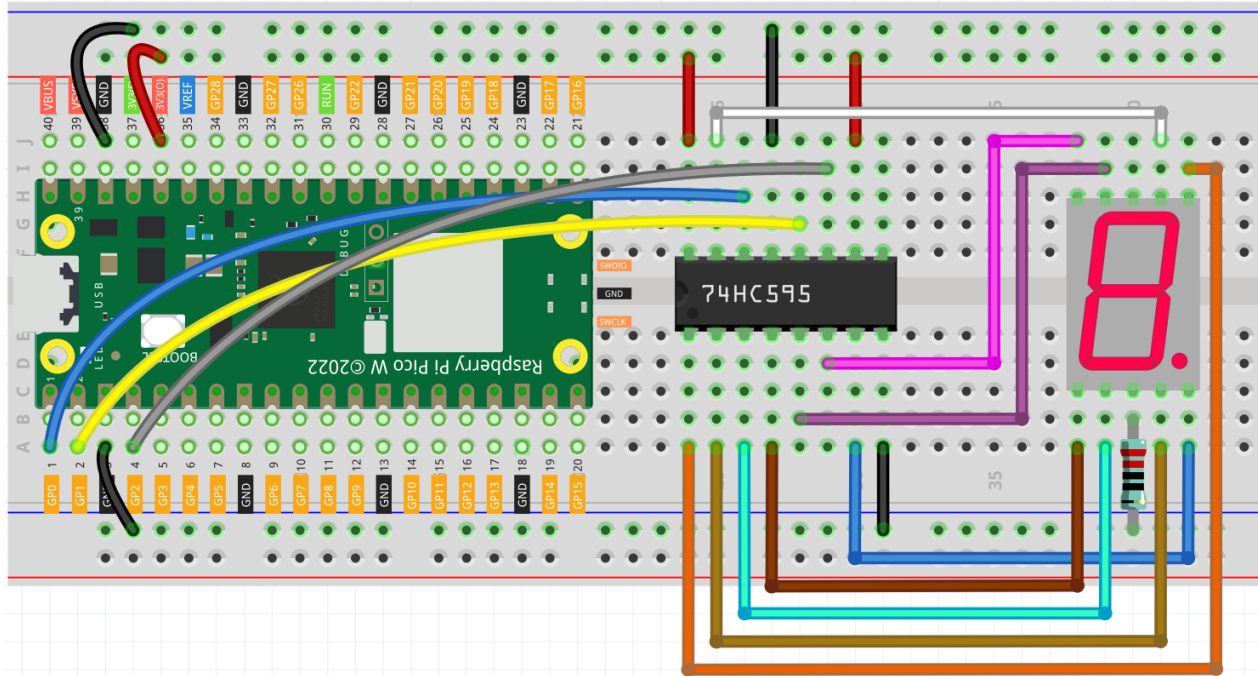 40 VBUS
39
38 GND
37
36 3V3(O)
35 VREF
34 GP28
33 GND
32 GP27
31 GP26
30 RUN
29 GP22
28 GND
27 GP21
26 GP20
25 GP19
24 GP18
23 GND
22 GP17
21 GP16
J
I
H
G
F
E
D
C
B
A
39
DEBUG
USB
LED
1
2
Raspberry Pi Pico W ©2022
SWDIO
GND
SWCLK
74HC595
1 GP0
2 GP1
3
4 GP2
5 GP3
6 GP4
7 GP5
8 GND
9 GP6
10 GP7
11 GP8
12 GP9
13 GND
14 GP10
15 GP11
16 GP12
17 GP13
18 GND
19 GP14
20 GP15
35